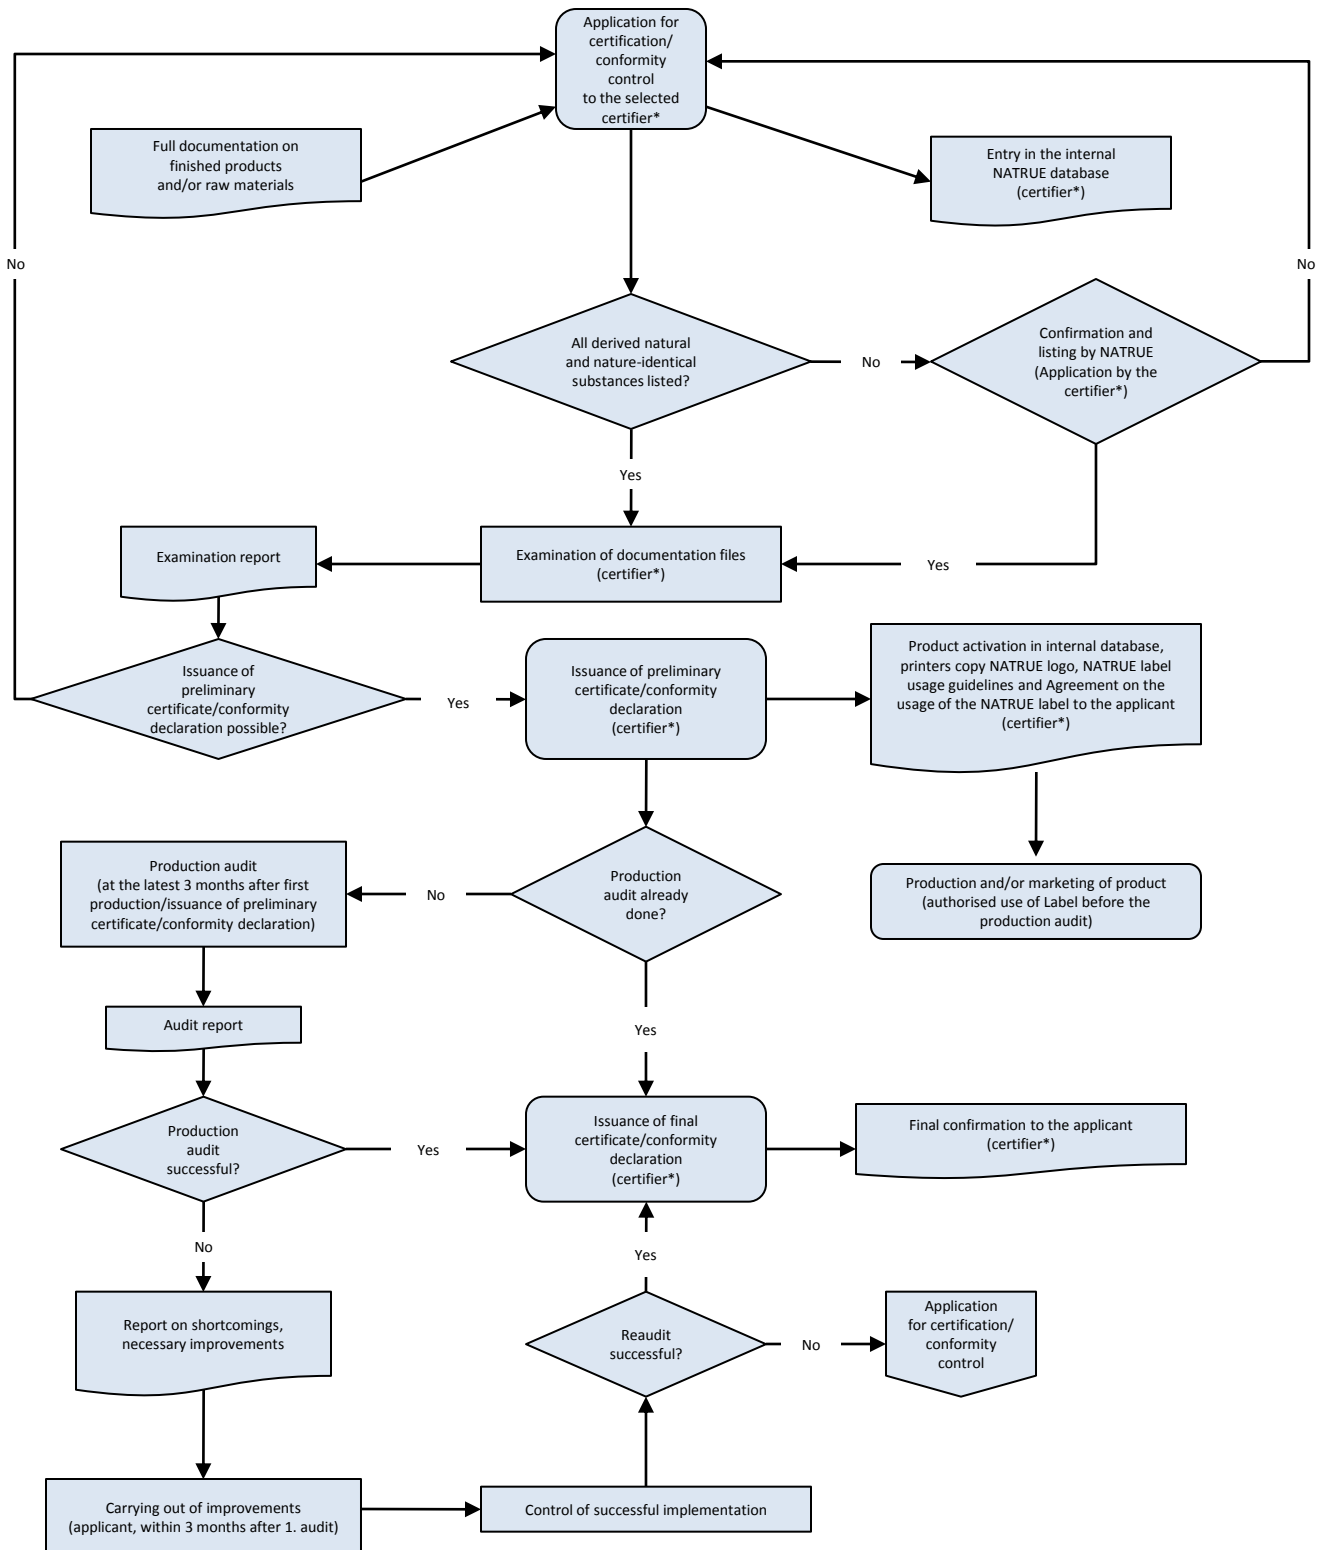 Application for
certification/
conformity
control
to the selected
certifier*
Full documentation on
finished products
and/or raw materials
Entry in the internal
NATRUE database
(certifier*)
No
No
All derived natural
and nature-identical
substances listed?
No
Confirmation and
listing by NATRUE
(Application by the
certifier*)
Yes
Examination report
Examination of documentation files
(certifier*)
Yes
Issuance of
preliminary
certificate/conformity
declaration possible?
Yes
Issuance of preliminary
certificate/conformity
declaration
(certifier*)
Product activation in internal database,
printers copy NATRUE logo, NATRUE label
usage guidelines and Agreement on the
usage of the NATRUE label to the applicant
(certifier*)
Production audit
(at the latest 3 months after first
production/issuance of preliminary
certificate/conformity declaration)
No
Production
audit already
done?
Production and/or marketing of product
(authorised use of Label before the
production audit)
Audit report
Yes
Production
audit
successful?
Yes
Issuance of final
certificate/conformity
declaration
(certifier*)
Final confirmation to the applicant
(certifier*)
No
Yes
Report on shortcomings,
necessary improvements
Reaudit
successful?
No
Application
for certification/
conformity
control
Carrying out of improvements
(applicant, within 3 months after 1. audit)
Control of successful implementation